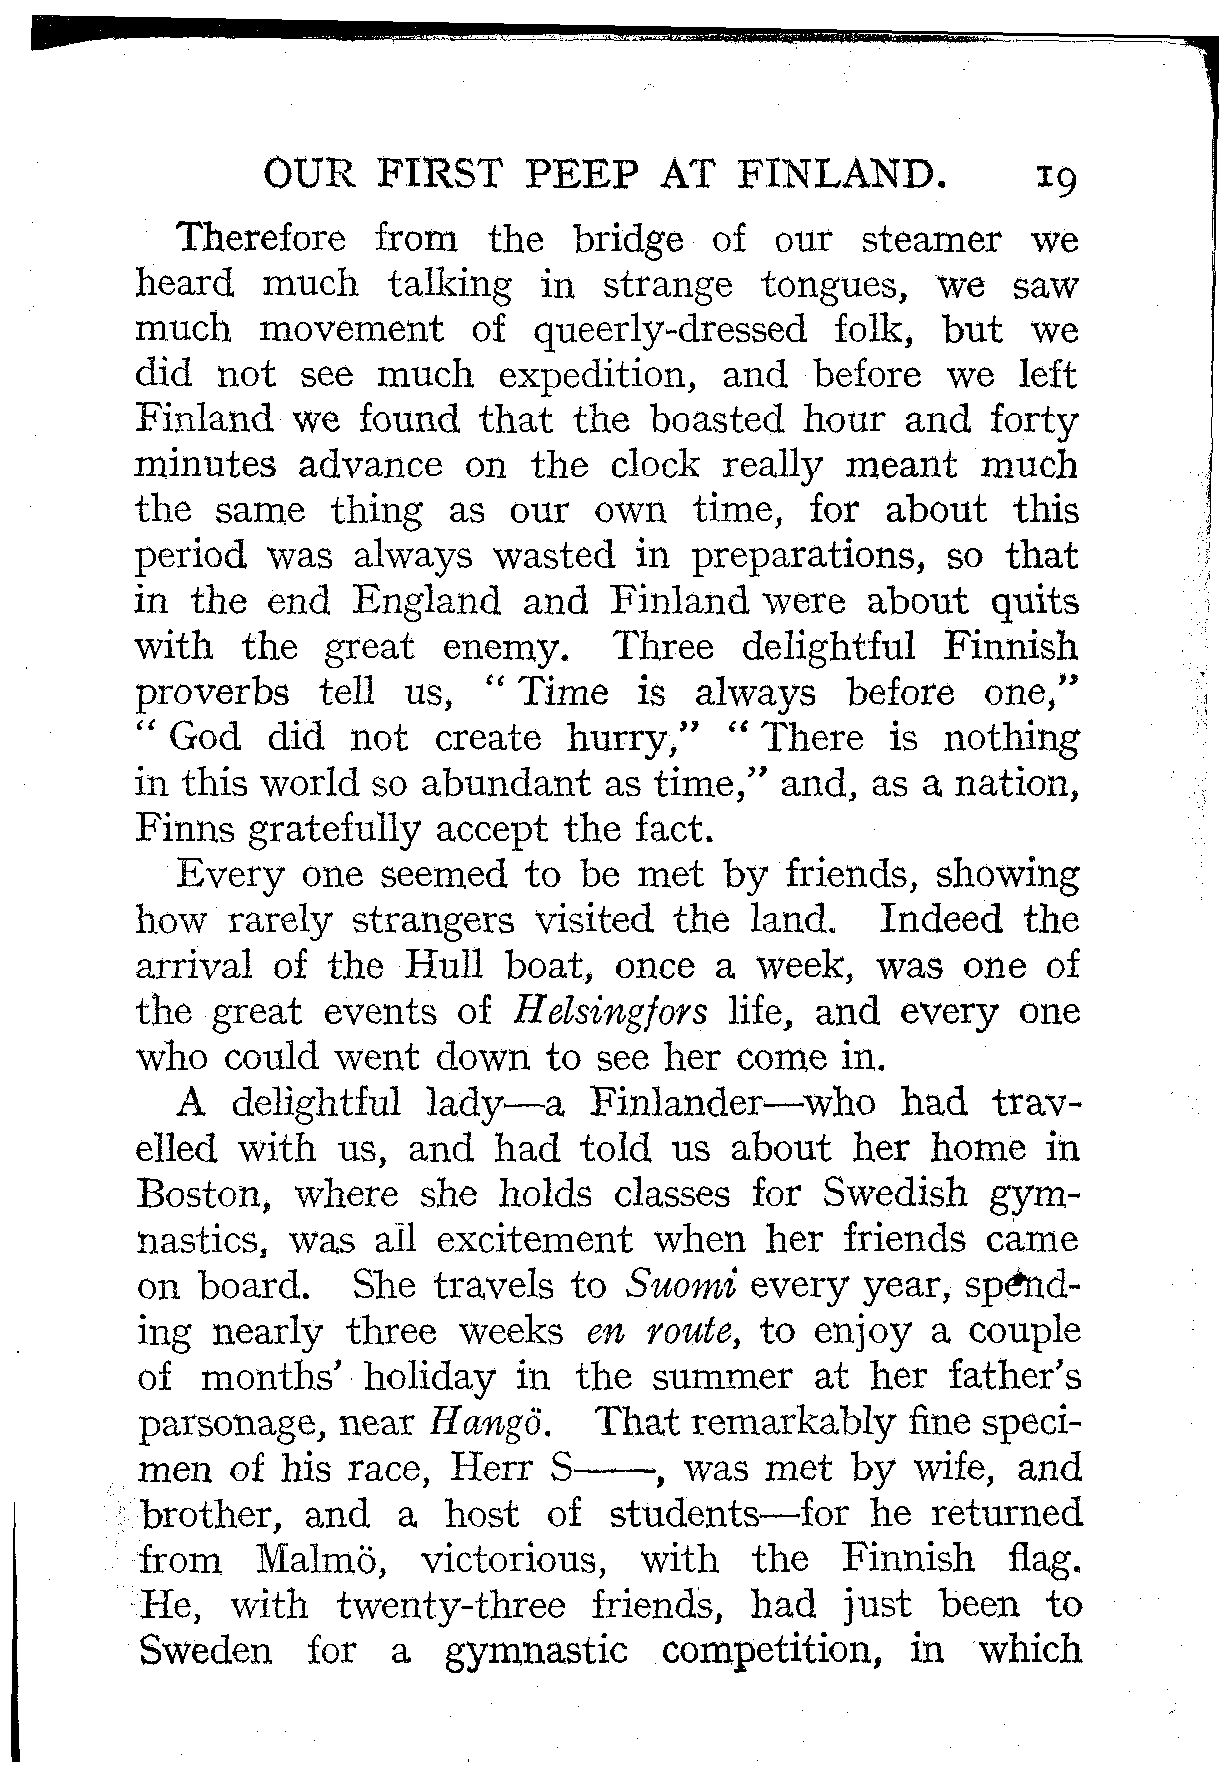 OUR FIRST PEEP AT FINLAND. 19
Therefore from the bridge of our steamer we
heard much talking in strange tongues, we saw
much movement of queerly-dressed folk, but we
did not see much expedition, and before we left
Finland we found that the boasted hour and forty
minutes advance on the clock really meant much
the same thing as our own time, for about this
period was always wasted in preparations, so that
in the end England and Finland were about quits
with the great enemy. Three delightful Finnish
proverbs tell us, “ Time is always before one,”
“ God did not create hurry,” “ There is nothing
in this world so abundant as time,” and, as a nation,
Finns gratefully accept the fact.
Every one seemed to be met by friends, showing
how rarely strangers visited the land. Indeed the
arrival of the Hull boat, once a week, was one of
the great events of Helsingfors life, and every one
who could went down to see her come in.
A delightful lady—a Finlander—who had trav-
elled with us, and had told us about her home in
Boston, where she holds classes for Swedish gym-
nastics, was all excitement when her friends came
on board. She travels to Suomi every year, spend-
ing nearly three weeks en route, to enjoy a couple
of months’ holiday in the summer at her father’s
parsonage, near Hangö. That remarkably fine speci-
men of his race, Herr S——, was met by wife, and
brother, and a host of students—for he returned
from Malmö, victorious, with the Finnish flag.
He, with twenty-three friends, had just been to
Sweden for a gymnastic competition, in which